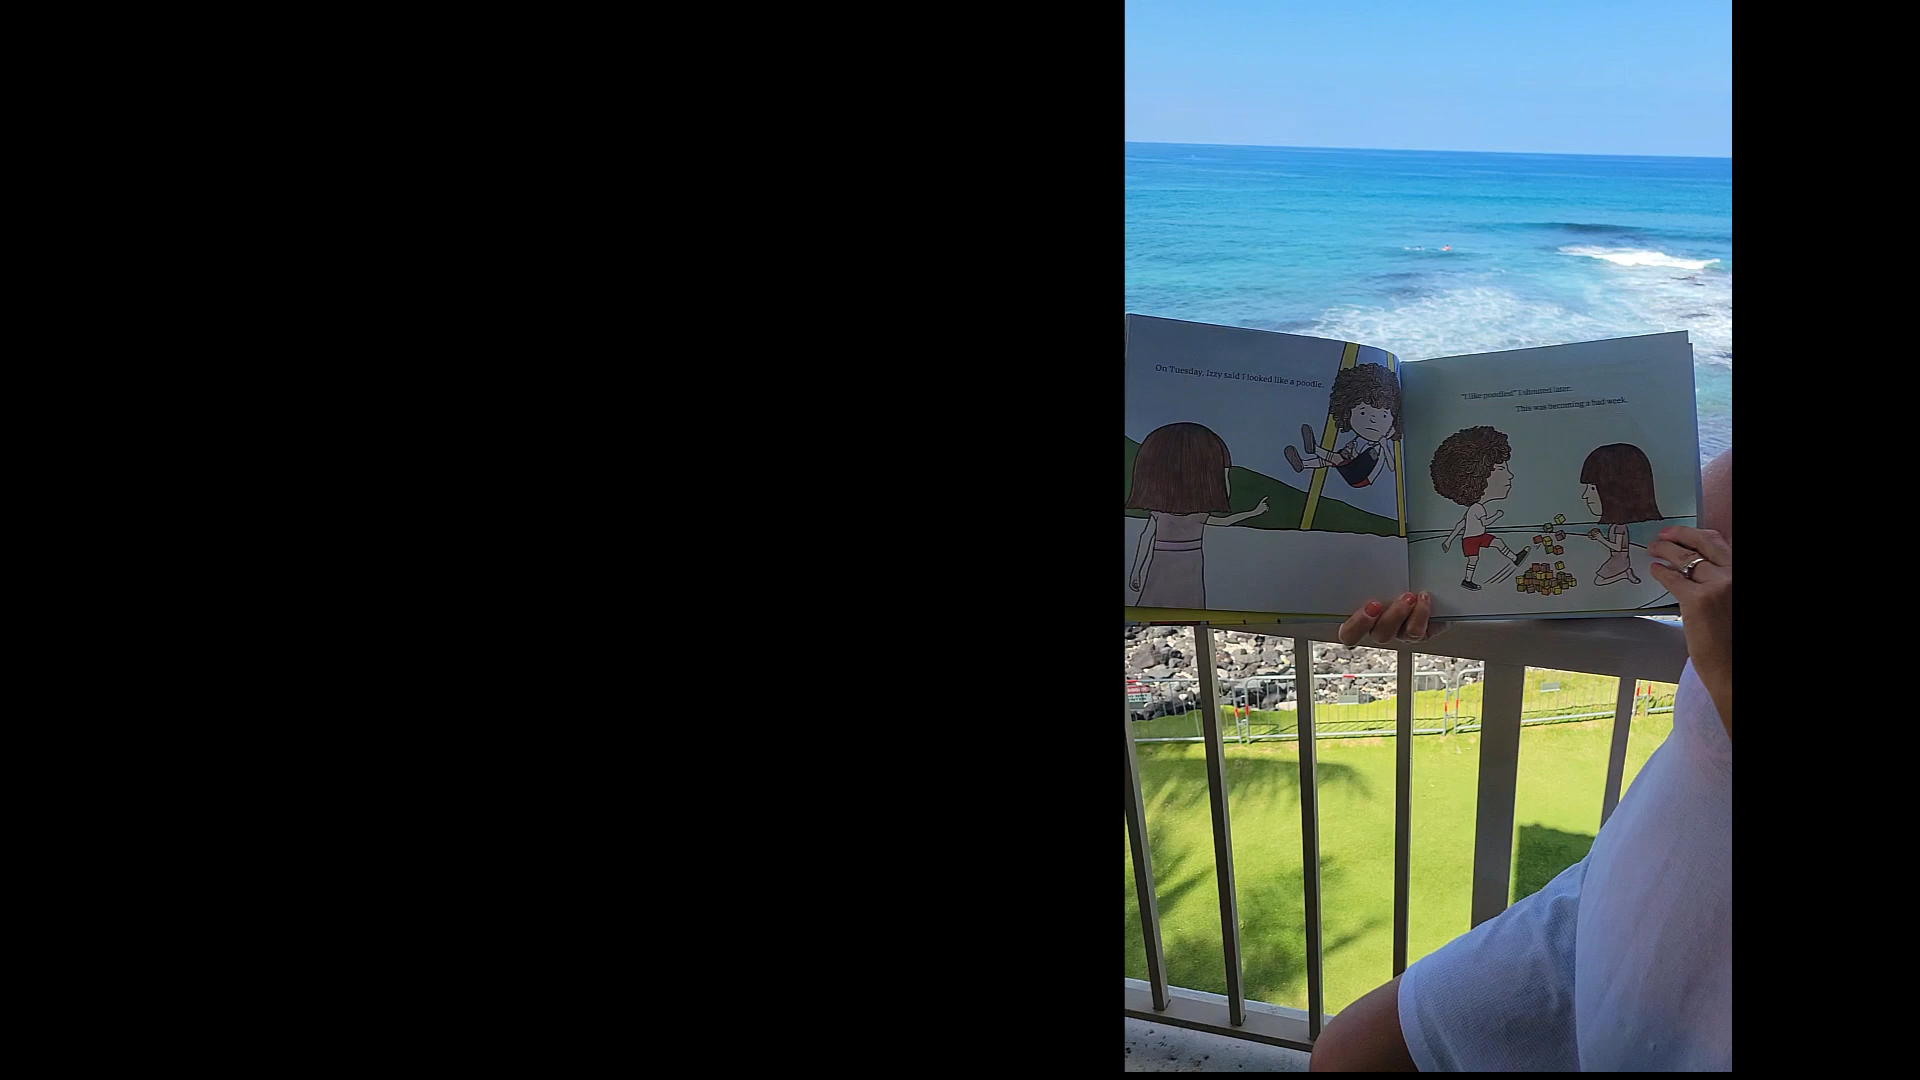 On Tuesday, Izzy said I looked like a poodle.
"I like poodles!" I shouted later.
This was becoming a bad week.